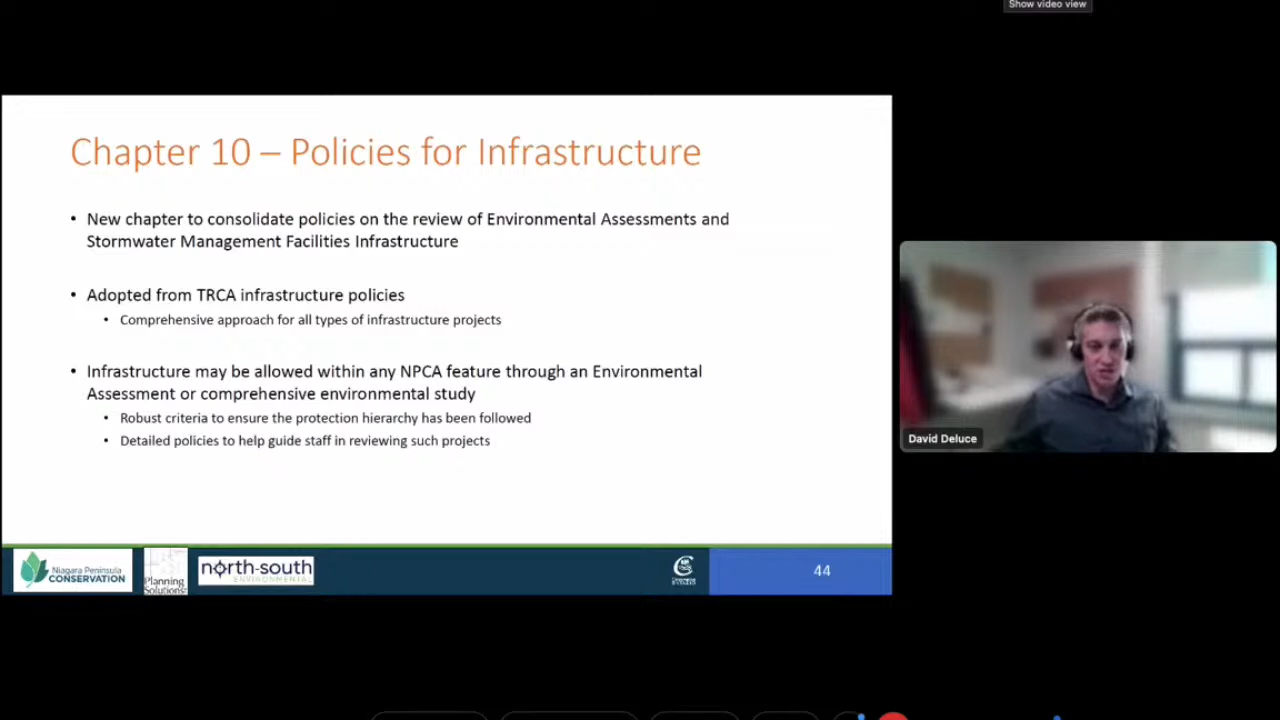 Show video view
Chapter 10 – Policies for Infrastructure
• New chapter to consolidate policies on the review of Environmental Assessments and
Stormwater Management Facilities Infrastructure
• Adopted from TRCA infrastructure policies
• Comprehensive approach for all types of infrastructure projects
• Infrastructure may be allowed within any NPCA feature through an Environmental
Assessment or comprehensive environmental study
• Robust criteria to ensure the protection hierarchy has been followed
• Detailed policies to help guide staff in reviewing such projects
David Deluce
Niagara Peninsula
CONSERVATION
Planning
Solutions
north-south
ENVIRONMENTAL
44